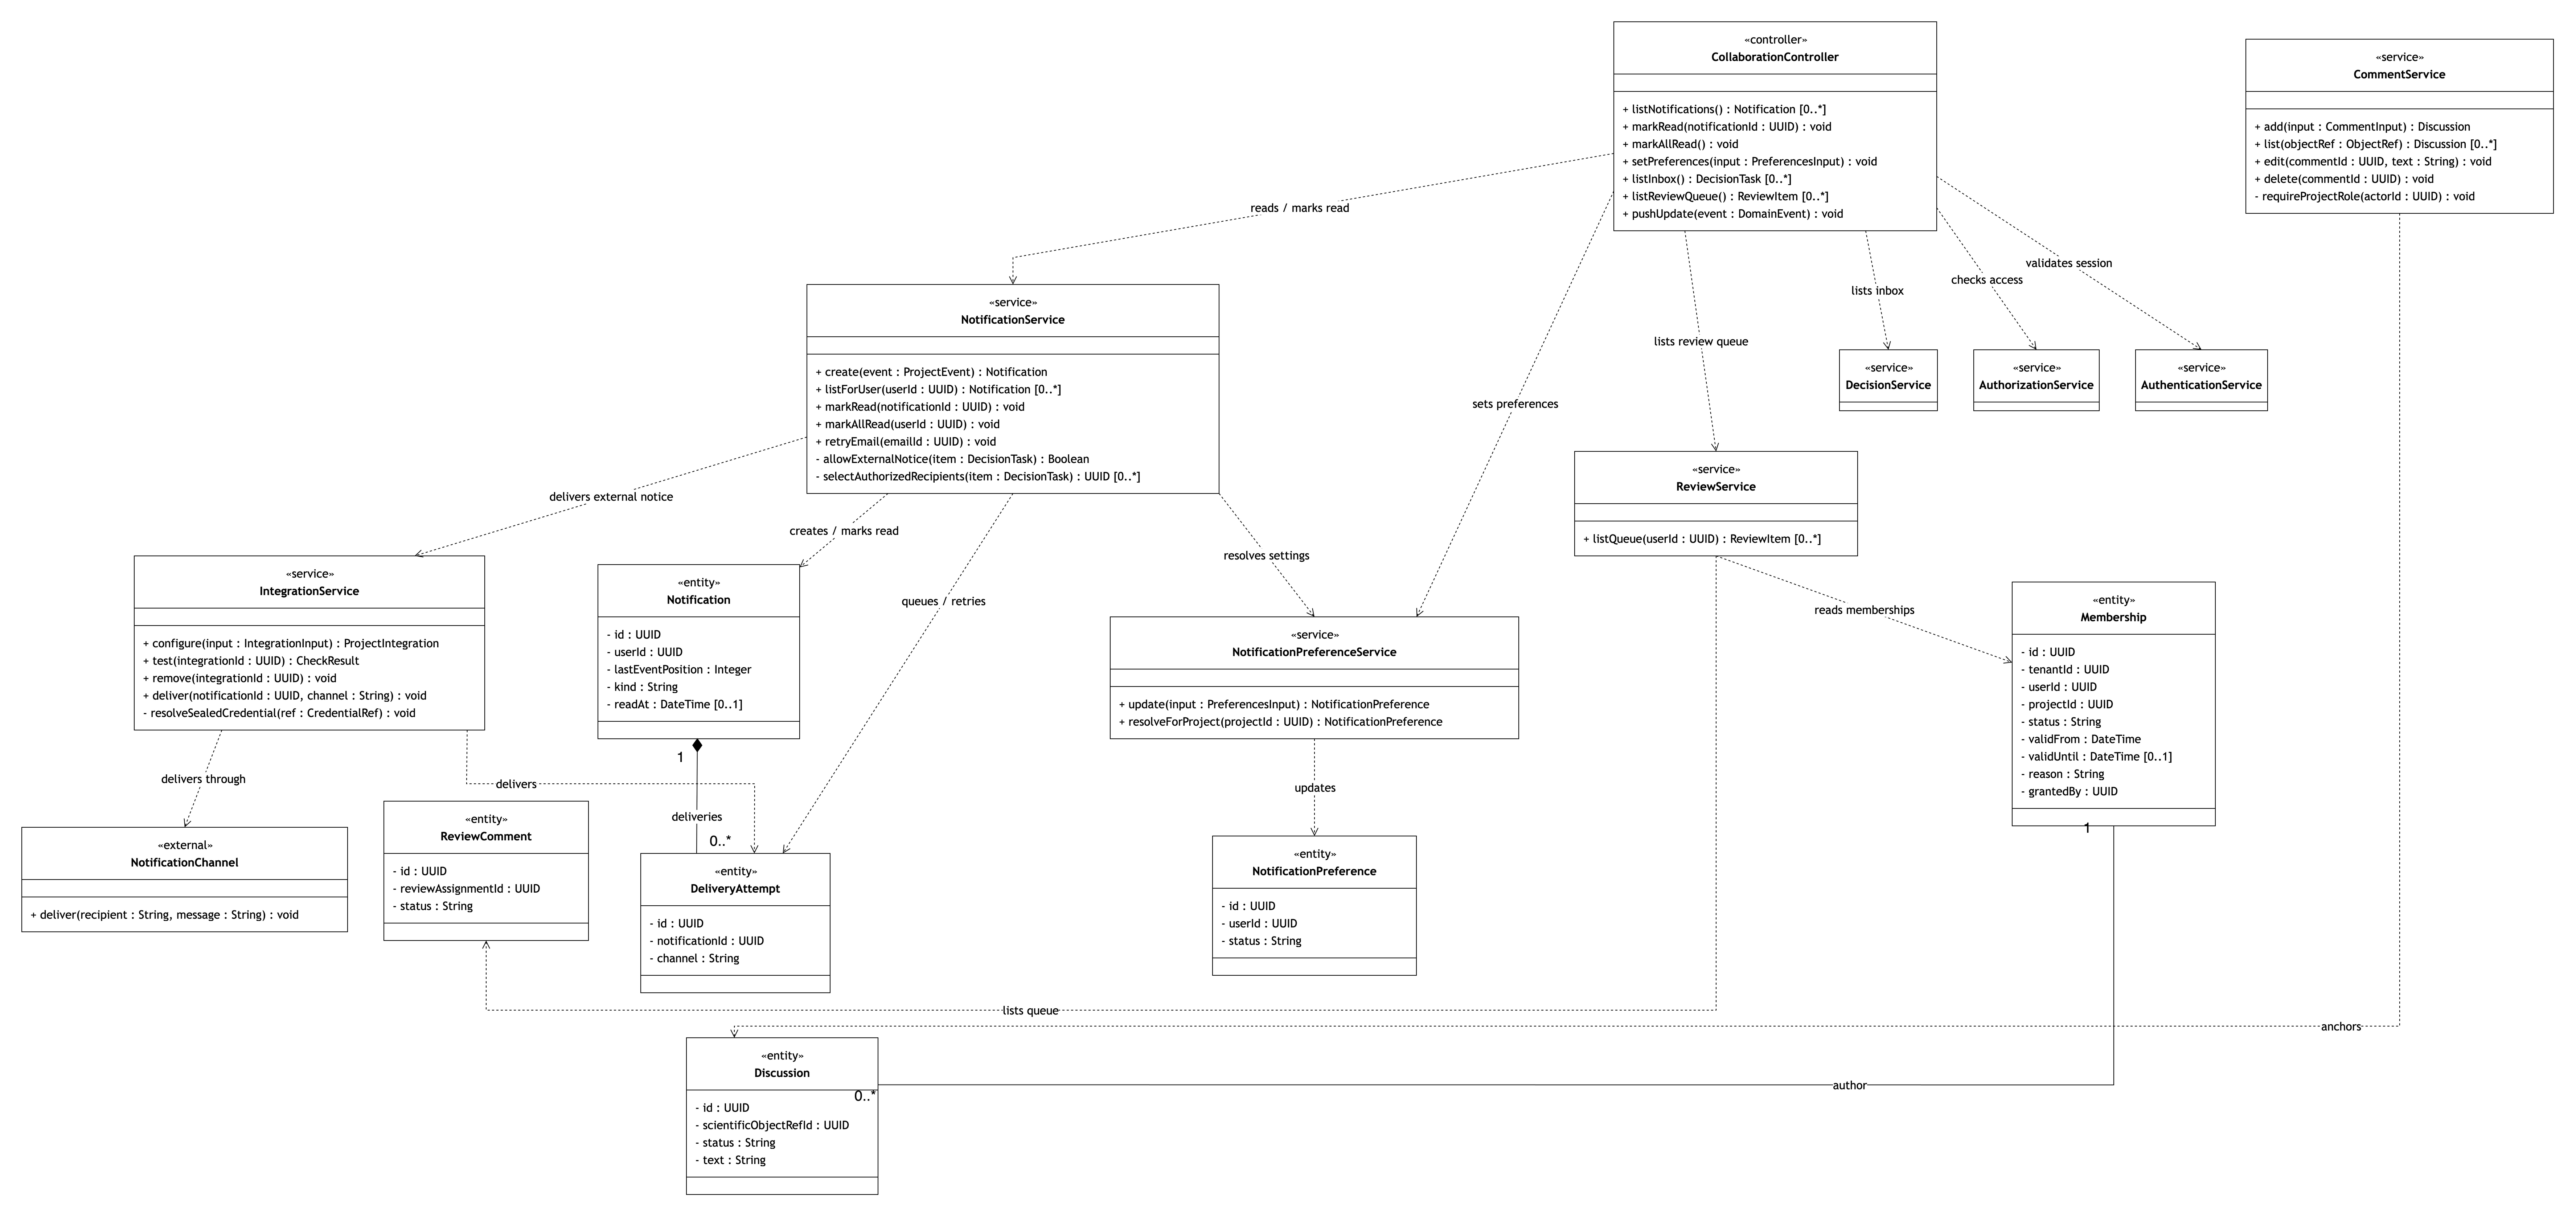 «controller»
CollaborationController
+ listNotifications() : Notification [0..*]
+ markRead(notificationId : UUID) : void
+ markAllRead() : void
+ setPreferences(input : PreferencesInput) : void
+ listInbox() : DecisionTask [0..*]
+ listReviewQueue() : ReviewItem [0..*]
+ pushUpdate(event : DomainEvent) : void
«service»
CommentService
+ add(input : CommentInput) : Discussion
+ list(objectRef : ObjectRef) : Discussion [0..*]
+ edit(commentId : UUID, text : String) : void
+ delete(commentId : UUID) : void
- requireProjectRole(actorId : UUID) : void
reads / marks read
validates session
checks access
lists inbox
lists review queue
sets preferences
«service»
NotificationService
+ create(event : ProjectEvent) : Notification
+ listForUser(userId : UUID) : Notification [0..*]
+ markRead(notificationId : UUID) : void
+ markAllRead(userId : UUID) : void
+ retryEmail(emailId : UUID) : void
- allowExternalNotice(item : DecisionTask) : Boolean
- selectAuthorizedRecipients(item : DecisionTask) : UUID [0..*]
«service»
DecisionService
«service»
AuthorizationService
«service»
AuthenticationService
«service»
ReviewService
+ listQueue(userId : UUID) : ReviewItem [0..*]
delivers external notice
creates / marks read
queues / retries
resolves settings
reads memberships
«service»
IntegrationService
+ configure(input : IntegrationInput) : ProjectIntegration
+ test(integrationId : UUID) : CheckResult
+ remove(integrationId : UUID) : void
+ deliver(notificationId : UUID, channel : String) : void
- resolveSealedCredential(ref : CredentialRef) : void
«entity»
Notification
- id : UUID
- userId : UUID
- lastEventPosition : Integer
- kind : String
- readAt : DateTime [0..1]
«service»
NotificationPreferenceService
+ update(input : PreferencesInput) : NotificationPreference
+ resolveForProject(projectId : UUID) : NotificationPreference
«entity»
Membership
- id : UUID
- tenantId : UUID
- userId : UUID
- projectId : UUID
- status : String
- validFrom : DateTime
- validUntil : DateTime [0..1]
- reason : String
- grantedBy : UUID
1
delivers through
delivers
deliveries
0..*
updates
1
«external»
NotificationChannel
+ deliver(recipient : String, message : String) : void
«entity»
ReviewComment
- id : UUID
- reviewAssignmentId : UUID
- status : String
«entity»
DeliveryAttempt
- id : UUID
- notificationId : UUID
- channel : String
«entity»
NotificationPreference
- id : UUID
- userId : UUID
- status : String
lists queue
anchors
«entity»
Discussion
- id : UUID
- scientificObjectRefId : UUID
- status : String
- text : String
0..*
author